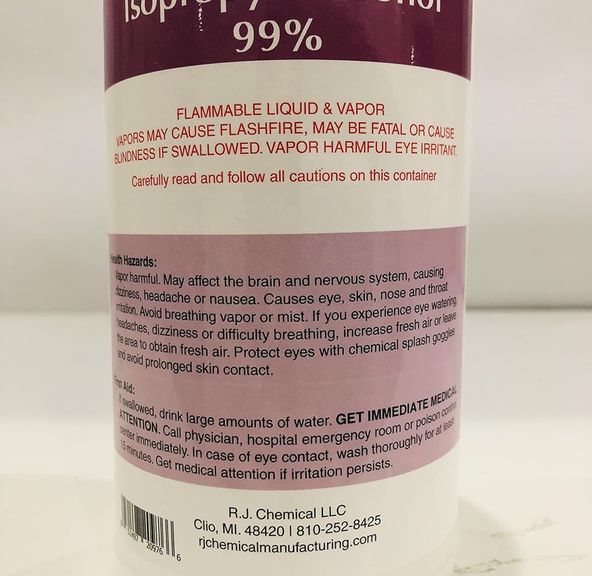 Isopropyl Alcohol
99%
FLAMMABLE LIQUID & VAPOR
VAPORS MAY CAUSE FLASHFIRE, MAY BE FATAL OR CAUSE
BLINDNESS IF SWALLOWED. VAPOR HARMFUL EYE IRRITANT.
Carefully read and follow all cautions on this container
Health Hazards:
Vapor harmful. May affect the brain and nervous system, causing
dizziness, headache or nausea. Causes eye, skin, nose and throat
irritation. Avoid breathing vapor or mist. If you experience eye watering,
headaches, dizziness or difficulty breathing, increase fresh air or leave
the area to obtain fresh air. Protect eyes with chemical splash goggles
and avoid prolonged skin contact.
First Aid:
If swallowed, drink large amounts of water. GET IMMEDIATE MEDICAL
ATTENTION. Call physician, hospital emergency room or poison control
center immediately. In case of eye contact, wash thoroughly for at least
15 minutes. Get medical attention if irritation persists.
R.J. Chemical LLC
Clio, MI. 48420 | 810-252-8425
rjchemicalmanufacturing.com
20976 6